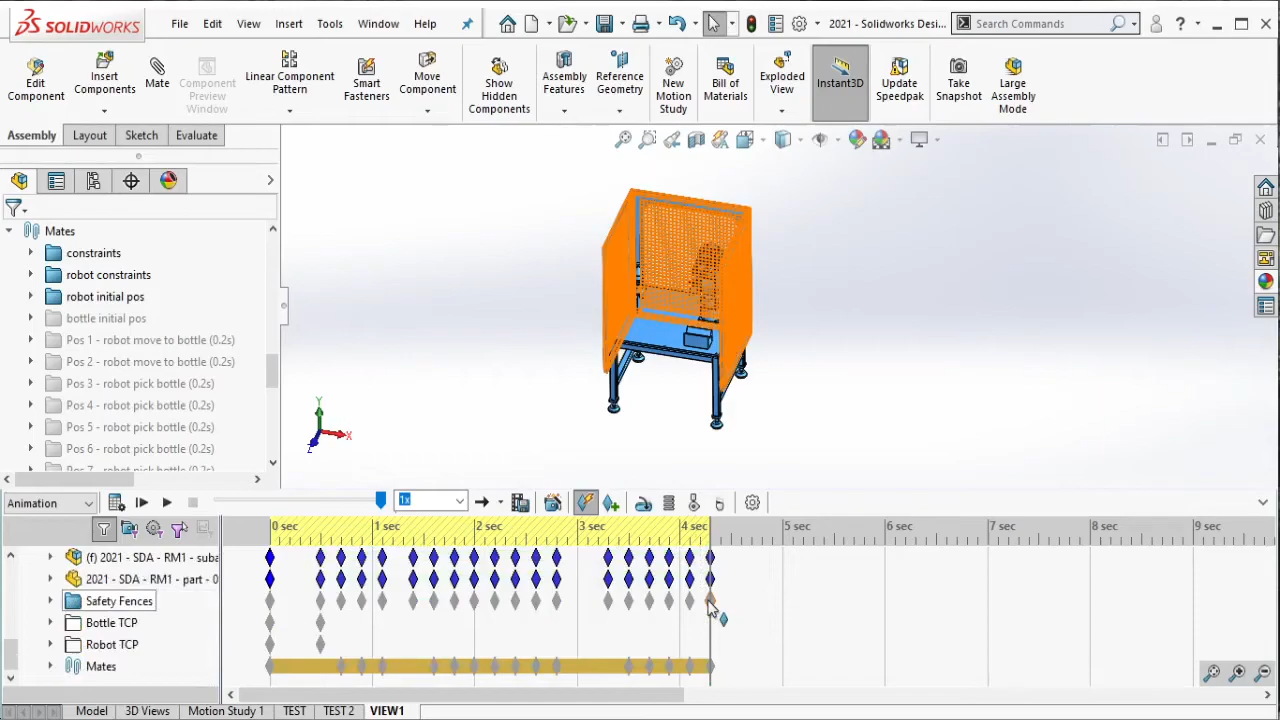 SOLIDWORKS File Edit View Insert Tools Window Help 2021 - Solidworks Desi... Search Commands ?
Edit Component
Insert Components
Mate
Component Preview Window
Linear Component Pattern
Smart Fasteners
Move Component
Show Hidden Components
Assembly Features
Reference Geometry
New Motion Study
Bill of Materials
Exploded View
Instant3D
Update Speedpak
Take Snapshot
Large Assembly Mode
Assembly Layout Sketch Evaluate
Mates
constraints
robot constraints
robot initial pos
bottle initial pos
Pos 1 - robot move to bottle (0.2s)
Pos 2 - robot move to bottle (0.2s)
Pos 3 - robot pick bottle (0.2s)
Pos 4 - robot pick bottle (0.2s)
Pos 5 - robot pick bottle (0.2s)
Pos 6 - robot pick bottle (0.2s)
Pos 7 - robot pick bottle (0.2s)
Y
X
Z
Animation 1x
0 sec 1 sec 2 sec 3 sec 4 sec 5 sec 6 sec 7 sec 8 sec 9 sec
(f) 2021 - SDA - RM1 - suba
2021 - SDA - RM1 - part - 0
Safety Fences
Bottle TCP
Robot TCP
Mates
Model 3D Views Motion Study 1 TEST TEST 2 VIEW1